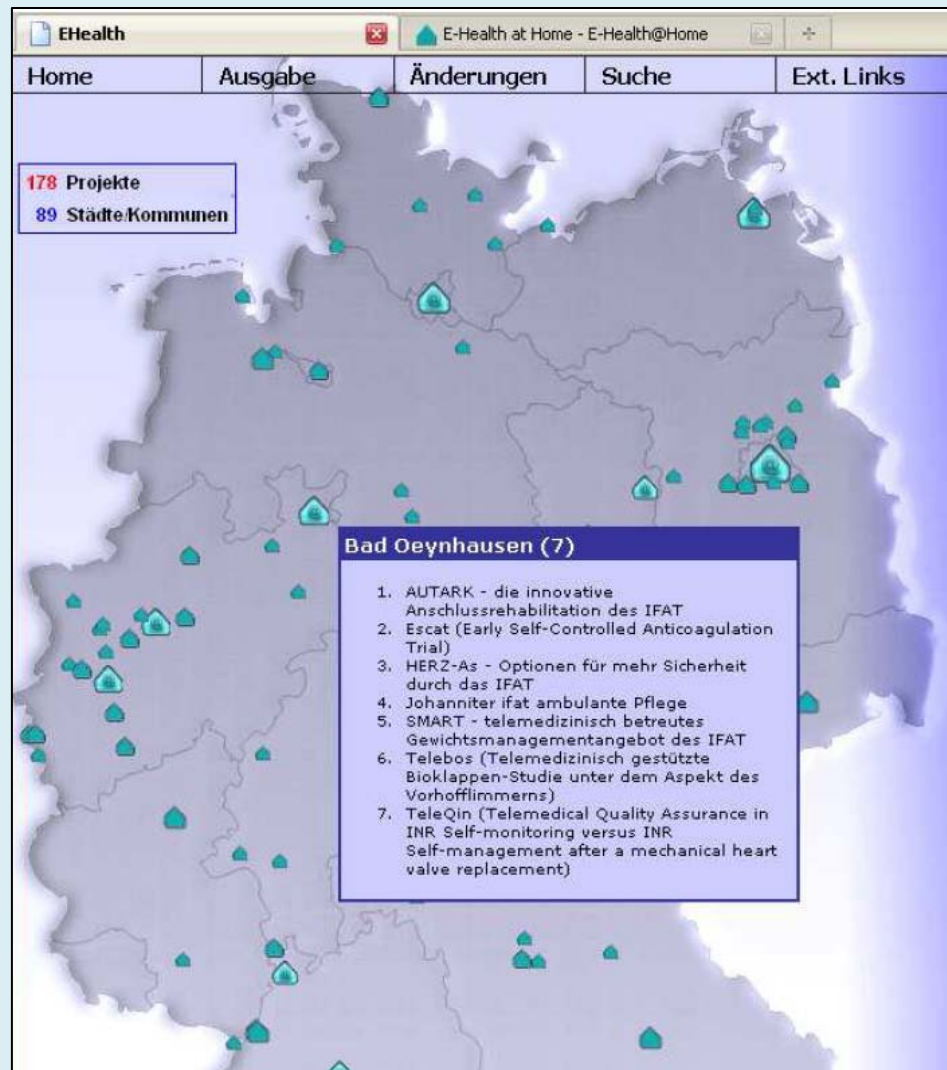 EHealth
E-Health at Home - E-Health@Home
Home
Ausgabe
Änderungen
Suche
Ext. Links
178 Projekte
89 Städte/Kommunen
Bad Oeynhausen (7)
1. AUTARK - die innovative
Anschlussrehabilitation des IFAT
2. Escat (Early Self-Controlled Anticoagulation
Trial)
3. HERZ-As - Optionen für mehr Sicherheit
durch das IFAT
4. Johanniter ifat ambulante Pflege
5. SMART - telemedizinisch betreutes
Gewichtsmanagementangebot des IFAT
6. Telebos (Telemedizinisch gestützte
Bioklappen-Studie unter dem Aspekt des
Vorhofflimmerns)
7. TeleQin (Telemedical Quality Assurance in
INR Self-monitoring versus INR
Self-management after a mechanical heart
valve replacement)